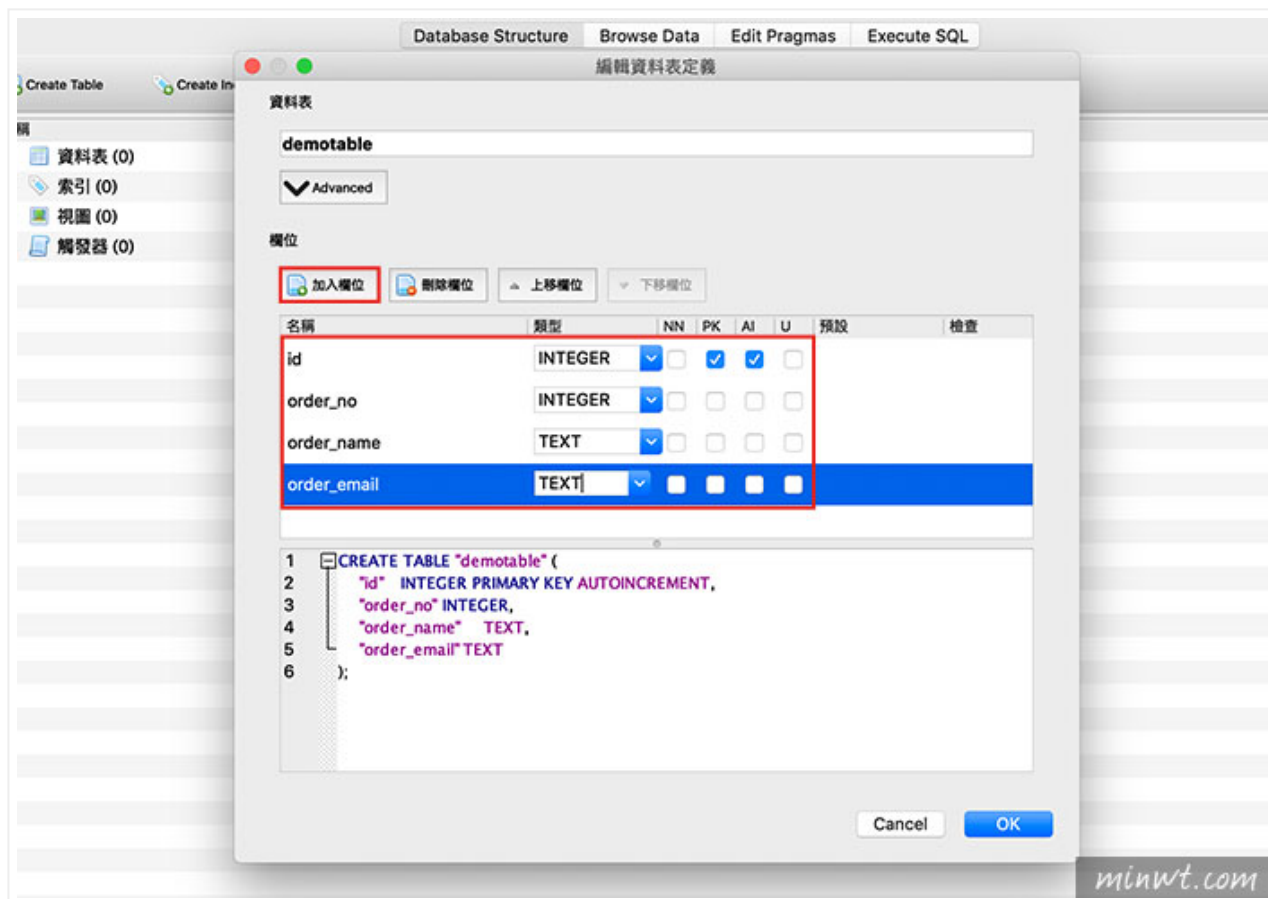 Database Structure Browse Data Edit Pragmas Execute SQL
編輯資料表定義
Create Table Create In
資料表
稱
demotable
資料表 (0)
索引 (0)
Advanced
視圖 (0)
觸發器 (0)
欄位
加入欄位 刪除欄位 上移欄位 下移欄位
名稱 類型 NN PK AI U 預設 檢查
id INTEGER
order_no INTEGER
order_name TEXT
order_email TEXT
1 CREATE TABLE "demotable" (
2 "id" INTEGER PRIMARY KEY AUTOINCREMENT,
3 "order_no" INTEGER,
4 "order_name" TEXT,
5 "order_email" TEXT
6 );
Cancel OK
minwt.com